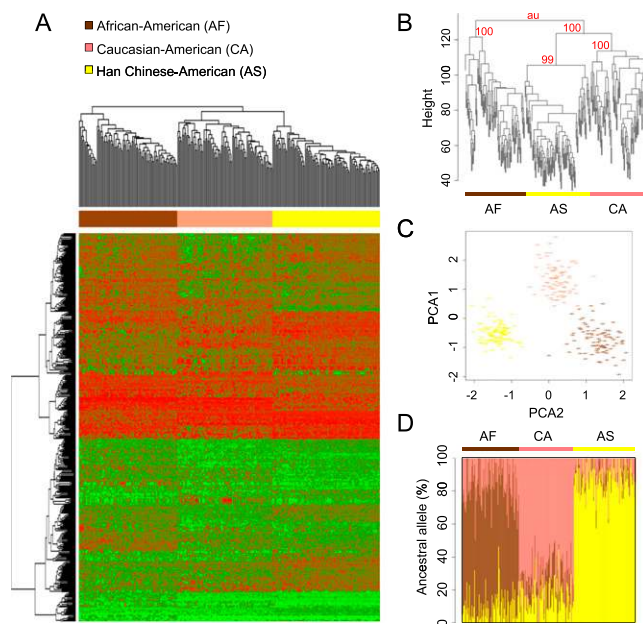 A
African-American (AF)
Caucasian-American (CA)
Han Chinese-American (AS)
B
au
100
100
100
99
Height
120
100
80
60
40
AF AS CA
C
PCA1
2
1
0
-1
-2
-2 -1 0 1 2
PCA2
D
AF CA AS
Ancestral allele (%)
100
80
60
40
20
0